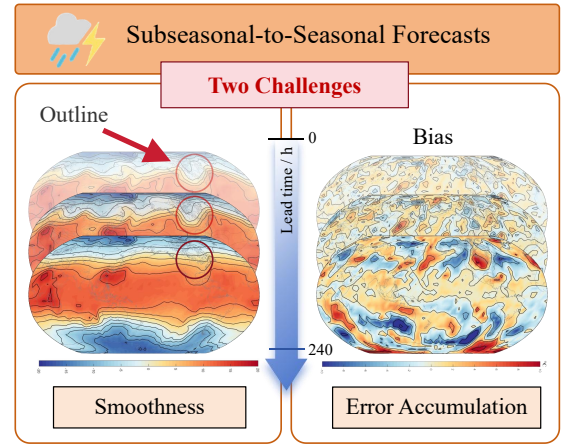 Subseasonal-to-Seasonal Forecasts
Two Challenges
Outline
0
Lead time / h
240
Bias
Smoothness
Error Accumulation